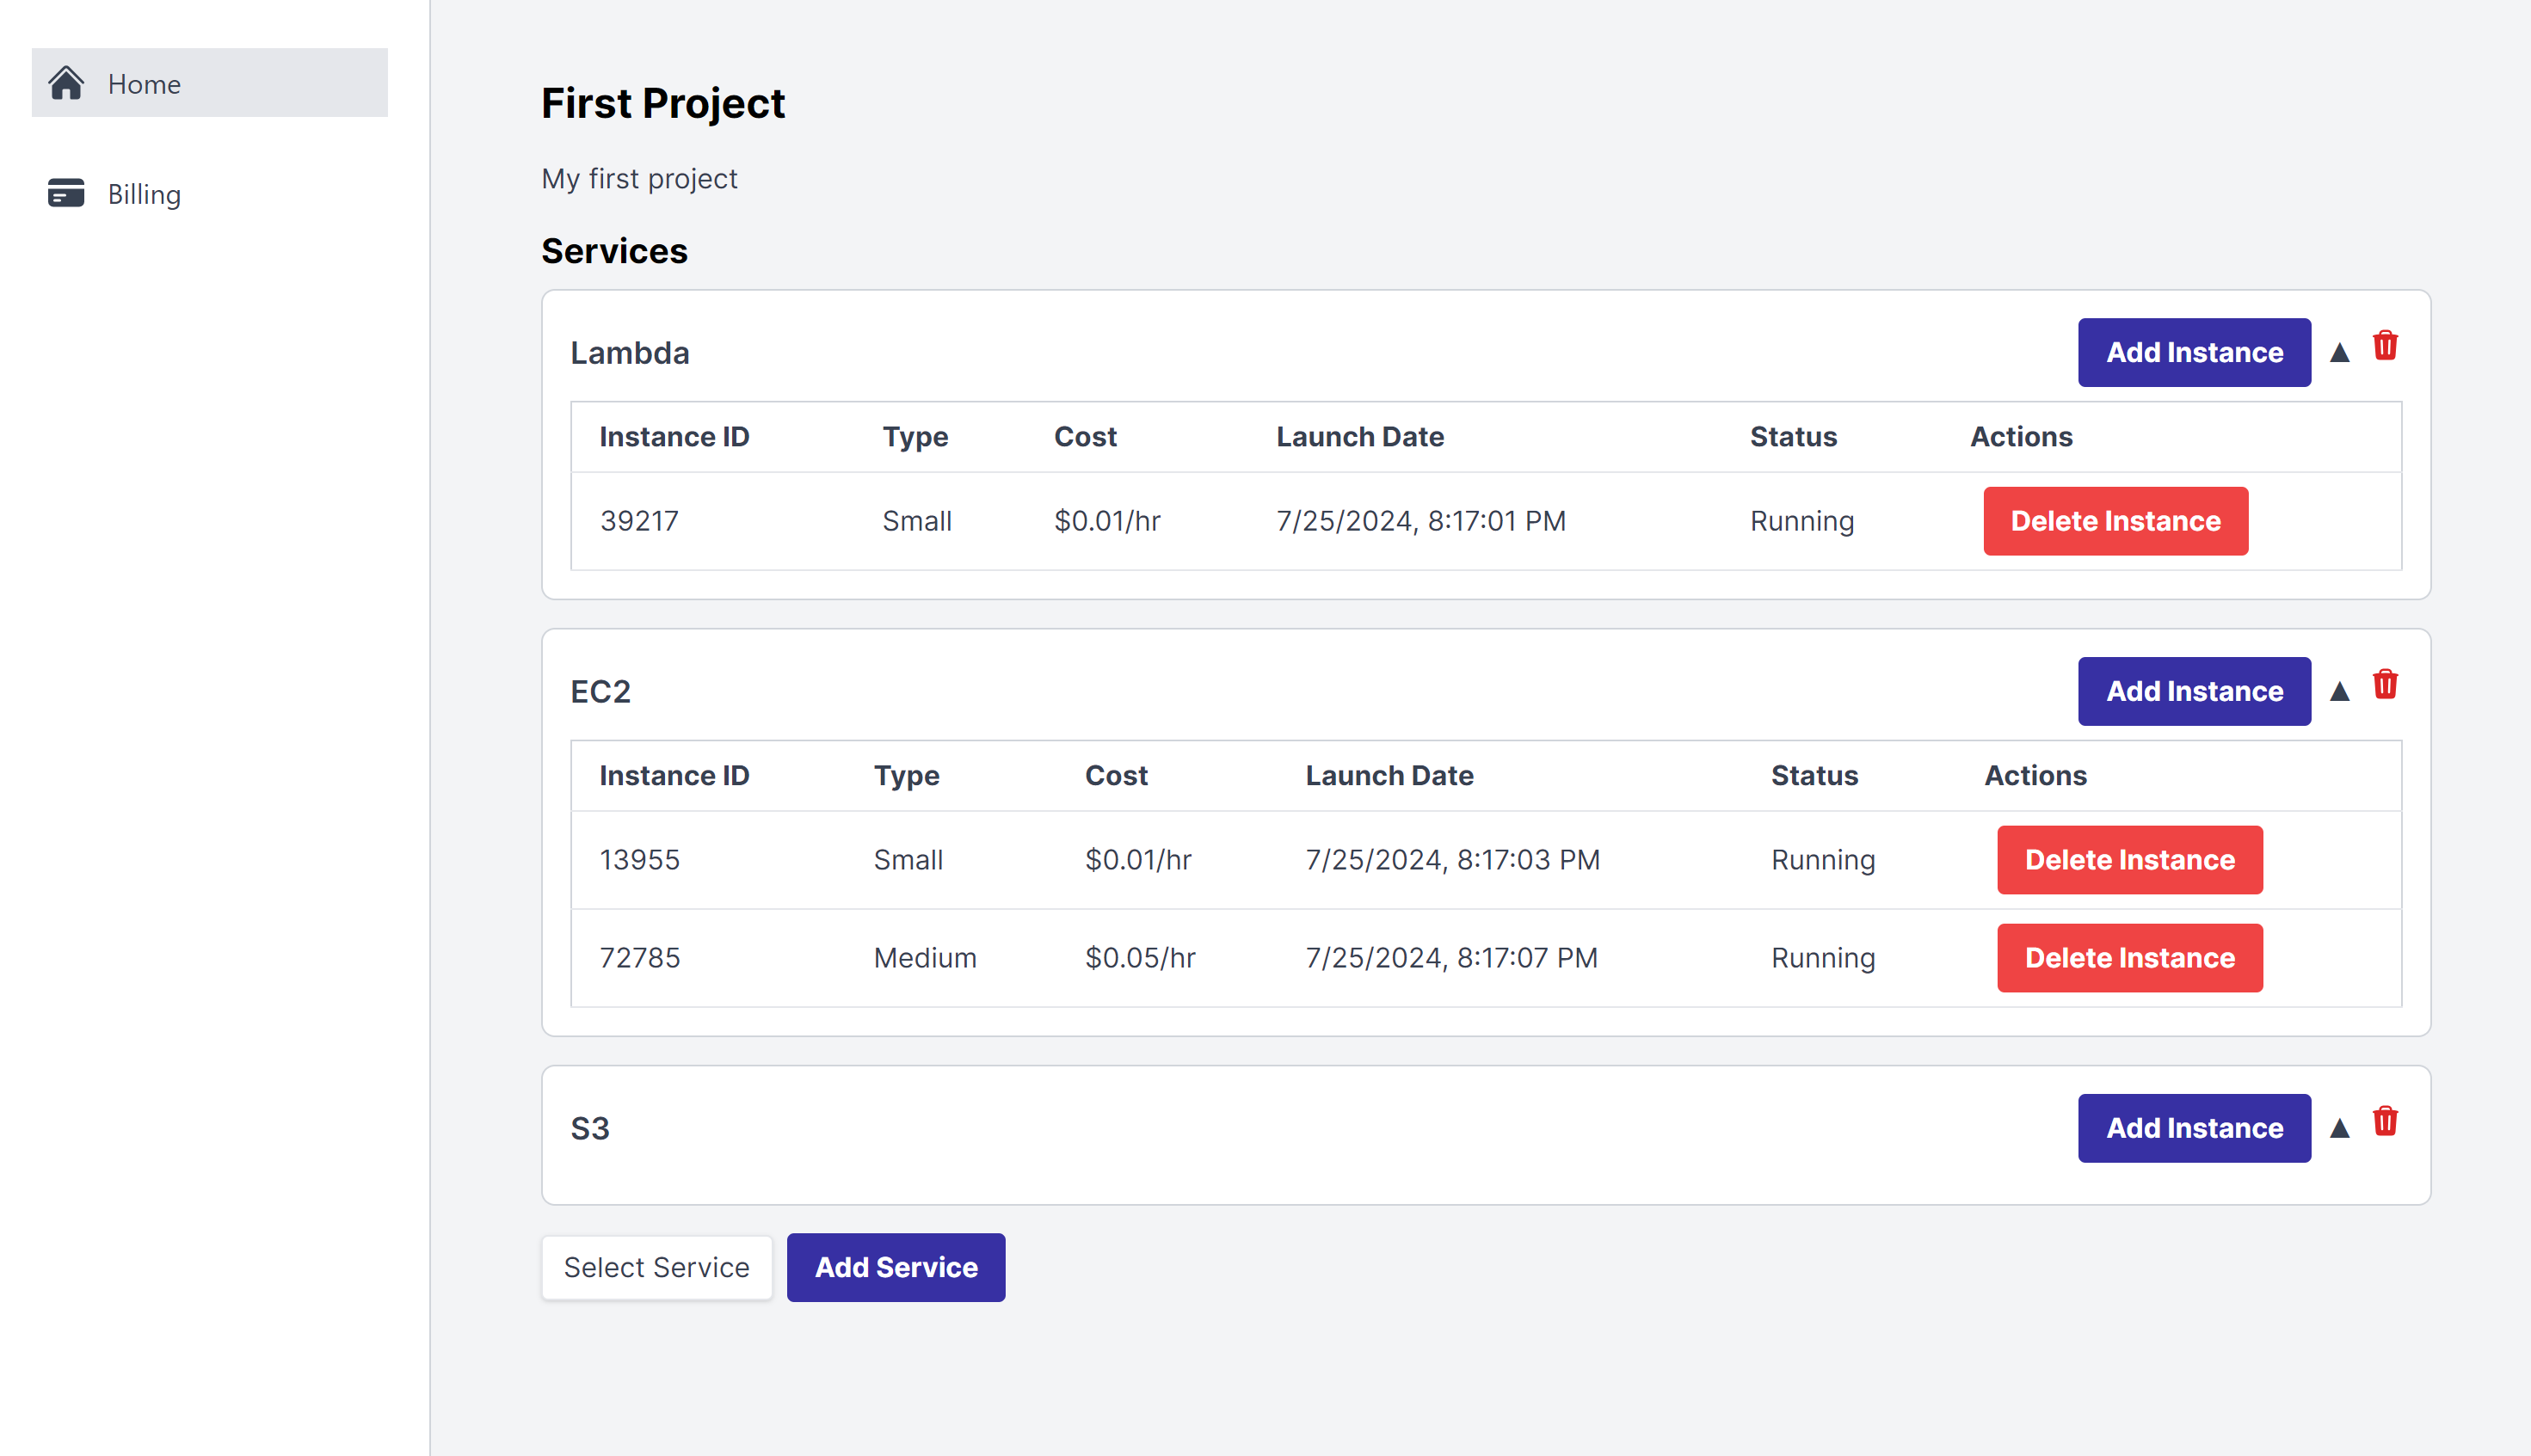 Home
Billing
First Project
My first project
Services
Lambda
Add Instance
Instance ID Type Cost Launch Date Status Actions
39217 Small $0.01/hr 7/25/2024, 8:17:01 PM Running Delete Instance
EC2
Add Instance
Instance ID Type Cost Launch Date Status Actions
13955 Small $0.01/hr 7/25/2024, 8:17:03 PM Running Delete Instance
72785 Medium $0.05/hr 7/25/2024, 8:17:07 PM Running Delete Instance
S3
Add Instance
Select Service Add Service